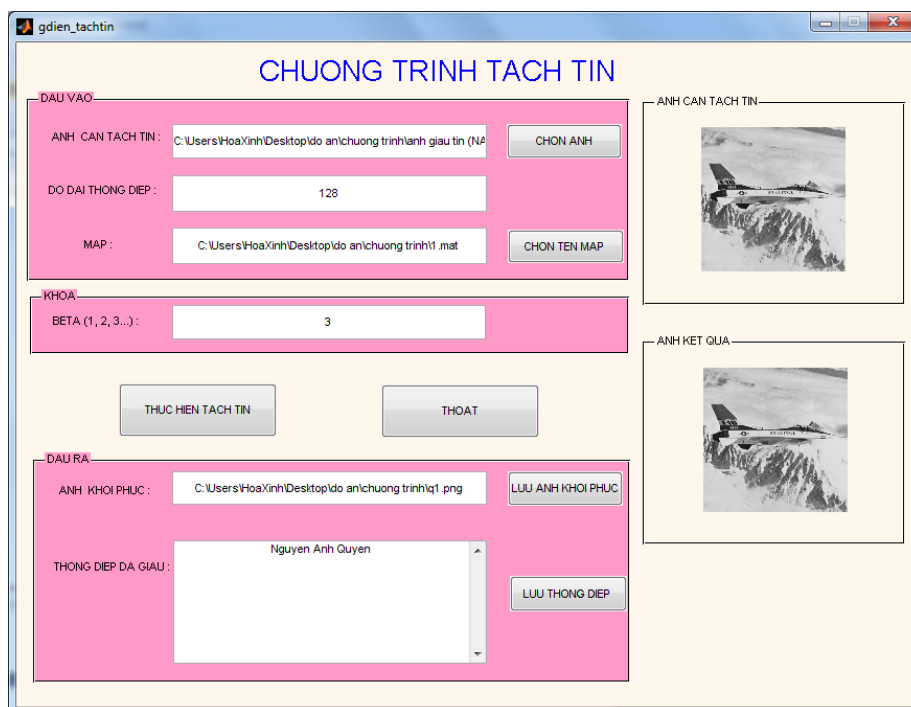 gdien_tachtin
CHUONG TRINH TACH TIN
DAU VAO
ANH CAN TACH TIN :
C:\Users\HoaXinh\Desktop\do an\chuong trinh\anh giau tin (NA
CHON ANH
DO DAI THONG DIEP :
128
MAP :
C:\Users\HoaXinh\Desktop\do an\chuong trinh\1.mat
CHON TEN MAP
KHOA
BETA (1, 2, 3...) :
3
THUC HIEN TACH TIN
THOAT
DAU RA
ANH KHOI PHUC :
C:\Users\HoaXinh\Desktop\do an\chuong trinh\q1.png
LUU ANH KHOI PHUC
THONG DIEP DA GIAU :
Nguyen Anh Quyen
LUU THONG DIEP
ANH CAN TACH TIN
ANH KET QUA